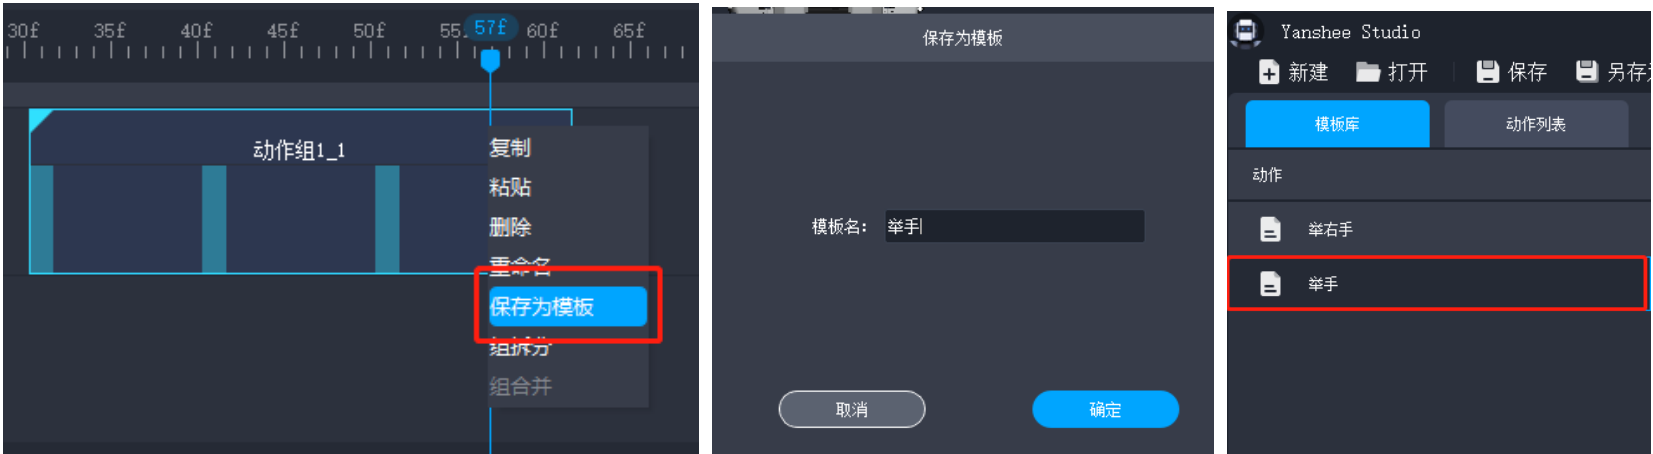 30f 35f 40f 45f 50f 55 57f 60f 65f
动作组1_1
复制
粘贴
删除
重命名
保存为模板
组拆分
组合并
保存为模板
模板名： 举手
取消 确定
Yanshee Studio
新建 打开 保存 另存
模板库 动作列表
动作
举右手
举手